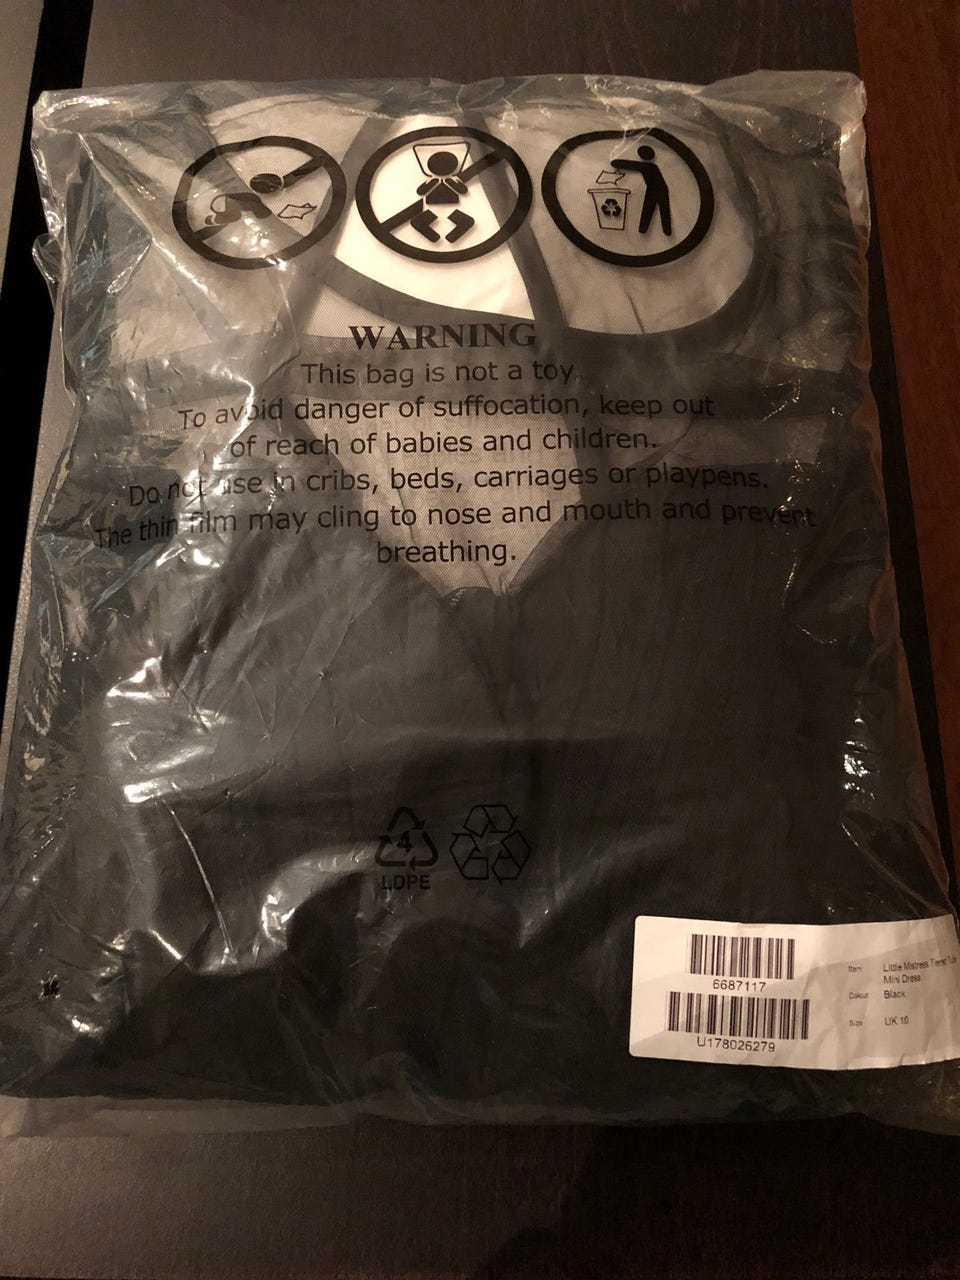 WARNING
This bag is not a toy.
To avoid danger of suffocation, keep out
of reach of babies and children.
Do not use in cribs, beds, carriages or playpens.
The thin film may cling to nose and mouth and prevent
breathing.
4
LDPE
6687117
U178026279
Item Little Mistress Tiered
Mini Dress
Colour Black
Size UK 10